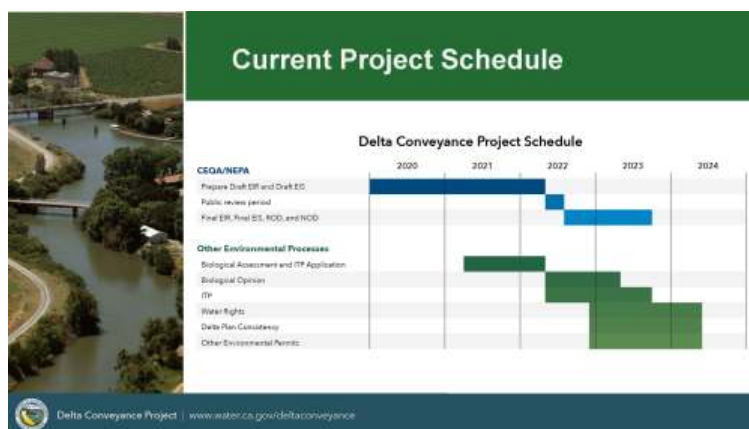 Current Project Schedule
Delta Conveyance Project Schedule
2020 2021 2022 2023 2024
CEQA/NEPA
Prepare Draft EIR and Draft EIS
Public review period
Final EIR, Final EIS, ROD, and NOD
Other Environmental Processes
Biological Assessment and ITP Application
Biological Opinion
ITP
Water Rights
Delta Plan Consistency
Other Environmental Permits
Delta Conveyance Project | www.water.ca.gov/deltaconveyance